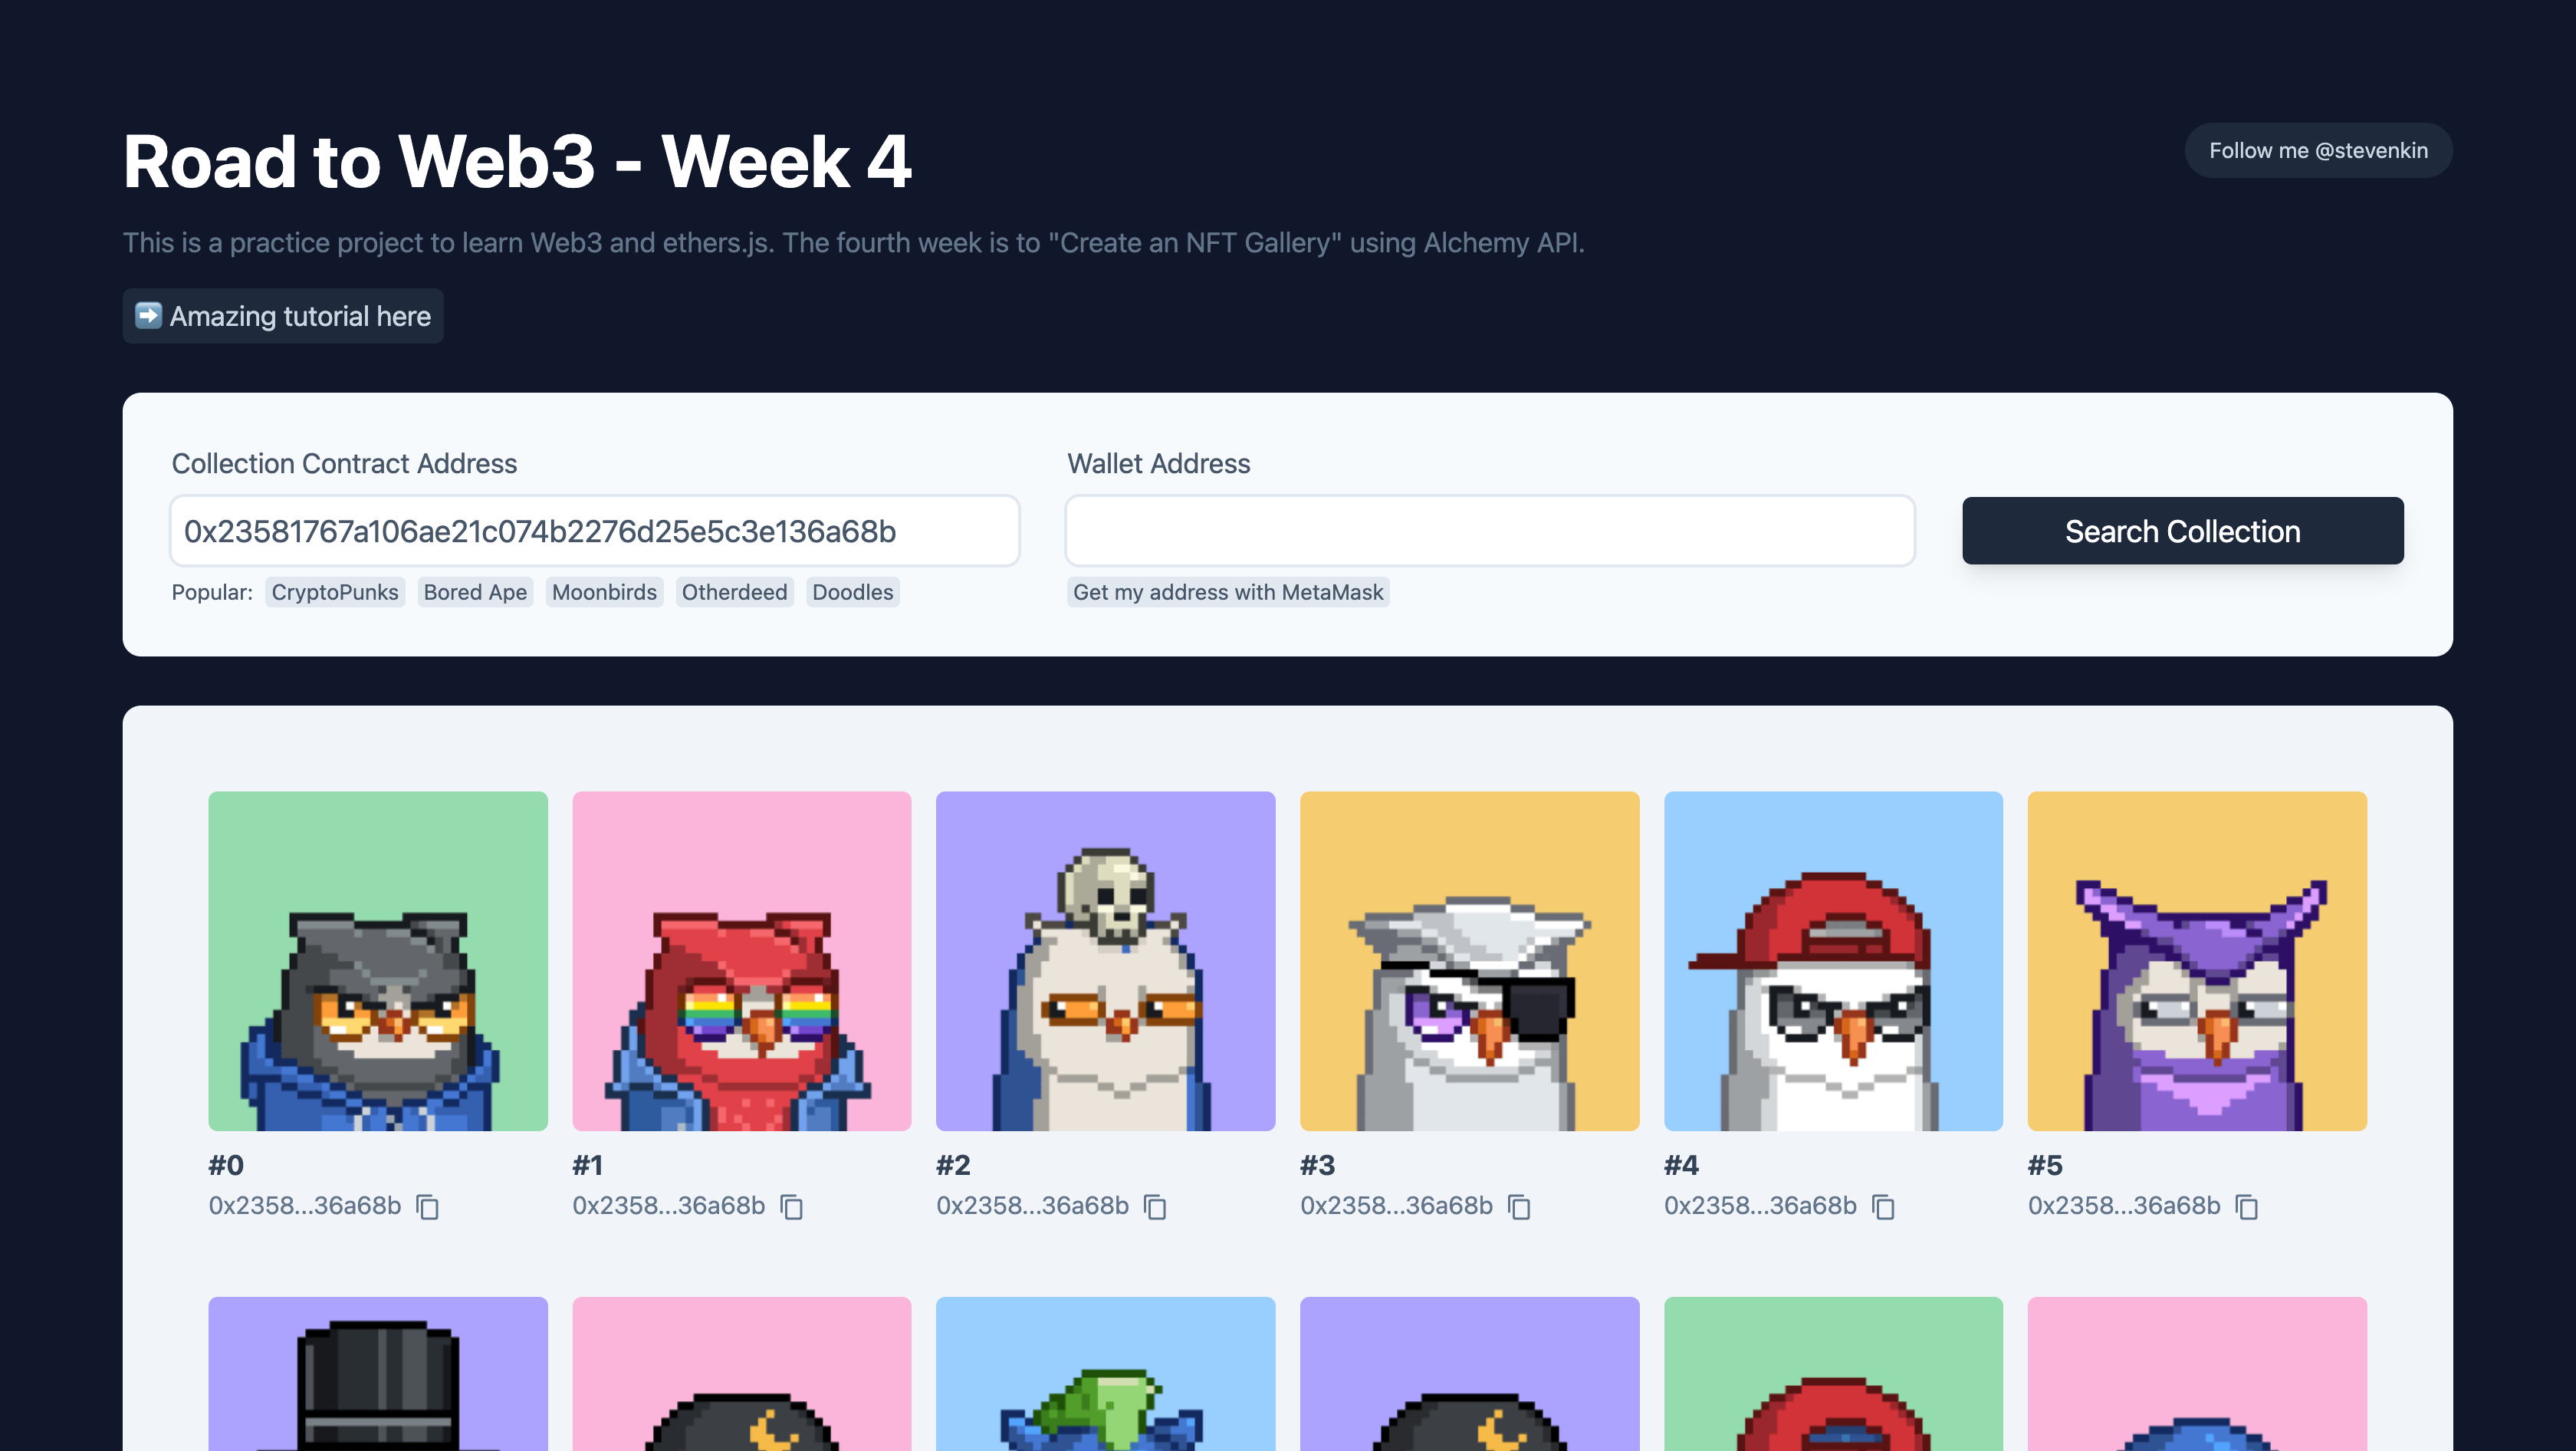 Road to Web3 - Week 4
Follow me @stevenkin
This is a practice project to learn Web3 and ethers.js. The fourth week is to "Create an NFT Gallery" using Alchemy API.
➡️ Amazing tutorial here
Collection Contract Address
Wallet Address
0x23581767a106ae21c074b2276d25e5c3e136a68b
Search Collection
Popular: CryptoPunks Bored Ape Moonbirds Otherdeed Doodles
Get my address with MetaMask
#0 #1 #2 #3 #4 #5
0x2358...36a68b 0x2358...36a68b 0x2358...36a68b 0x2358...36a68b 0x2358...36a68b 0x2358...36a68b